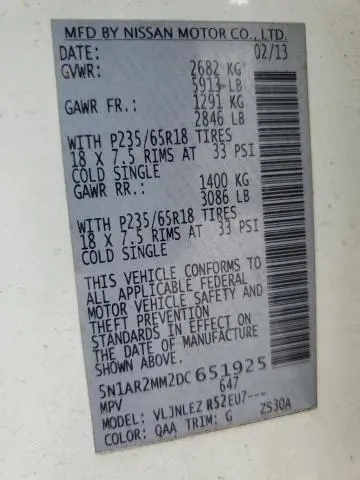 MFD BY NISSAN MOTOR CO., LTD.
DATE: 02/13
GVWR: 2682 KG
5913 LB
GAWR FR.: 1291 KG
2846 LB
WITH P235/65R18 TIRES
18 X 7.5 RIMS AT 33 PSI
COLD SINGLE
GAWR RR.: 1400 KG
3086 LB
WITH P235/65R18 TIRES
18 X 7.5 RIMS AT 33 PSI
COLD SINGLE
THIS VEHICLE CONFORMS TO
ALL APPLICABLE FEDERAL
MOTOR VEHICLE SAFETY AND
THEFT PREVENTION
STANDARDS IN EFFECT ON
THE DATE OF MANUFACTURE
5N1AR2MM2DC651925
MPV 647
MODEL: VLJNLEZ R52EU7---
COLOR: QAA TRIM: G ZS30A